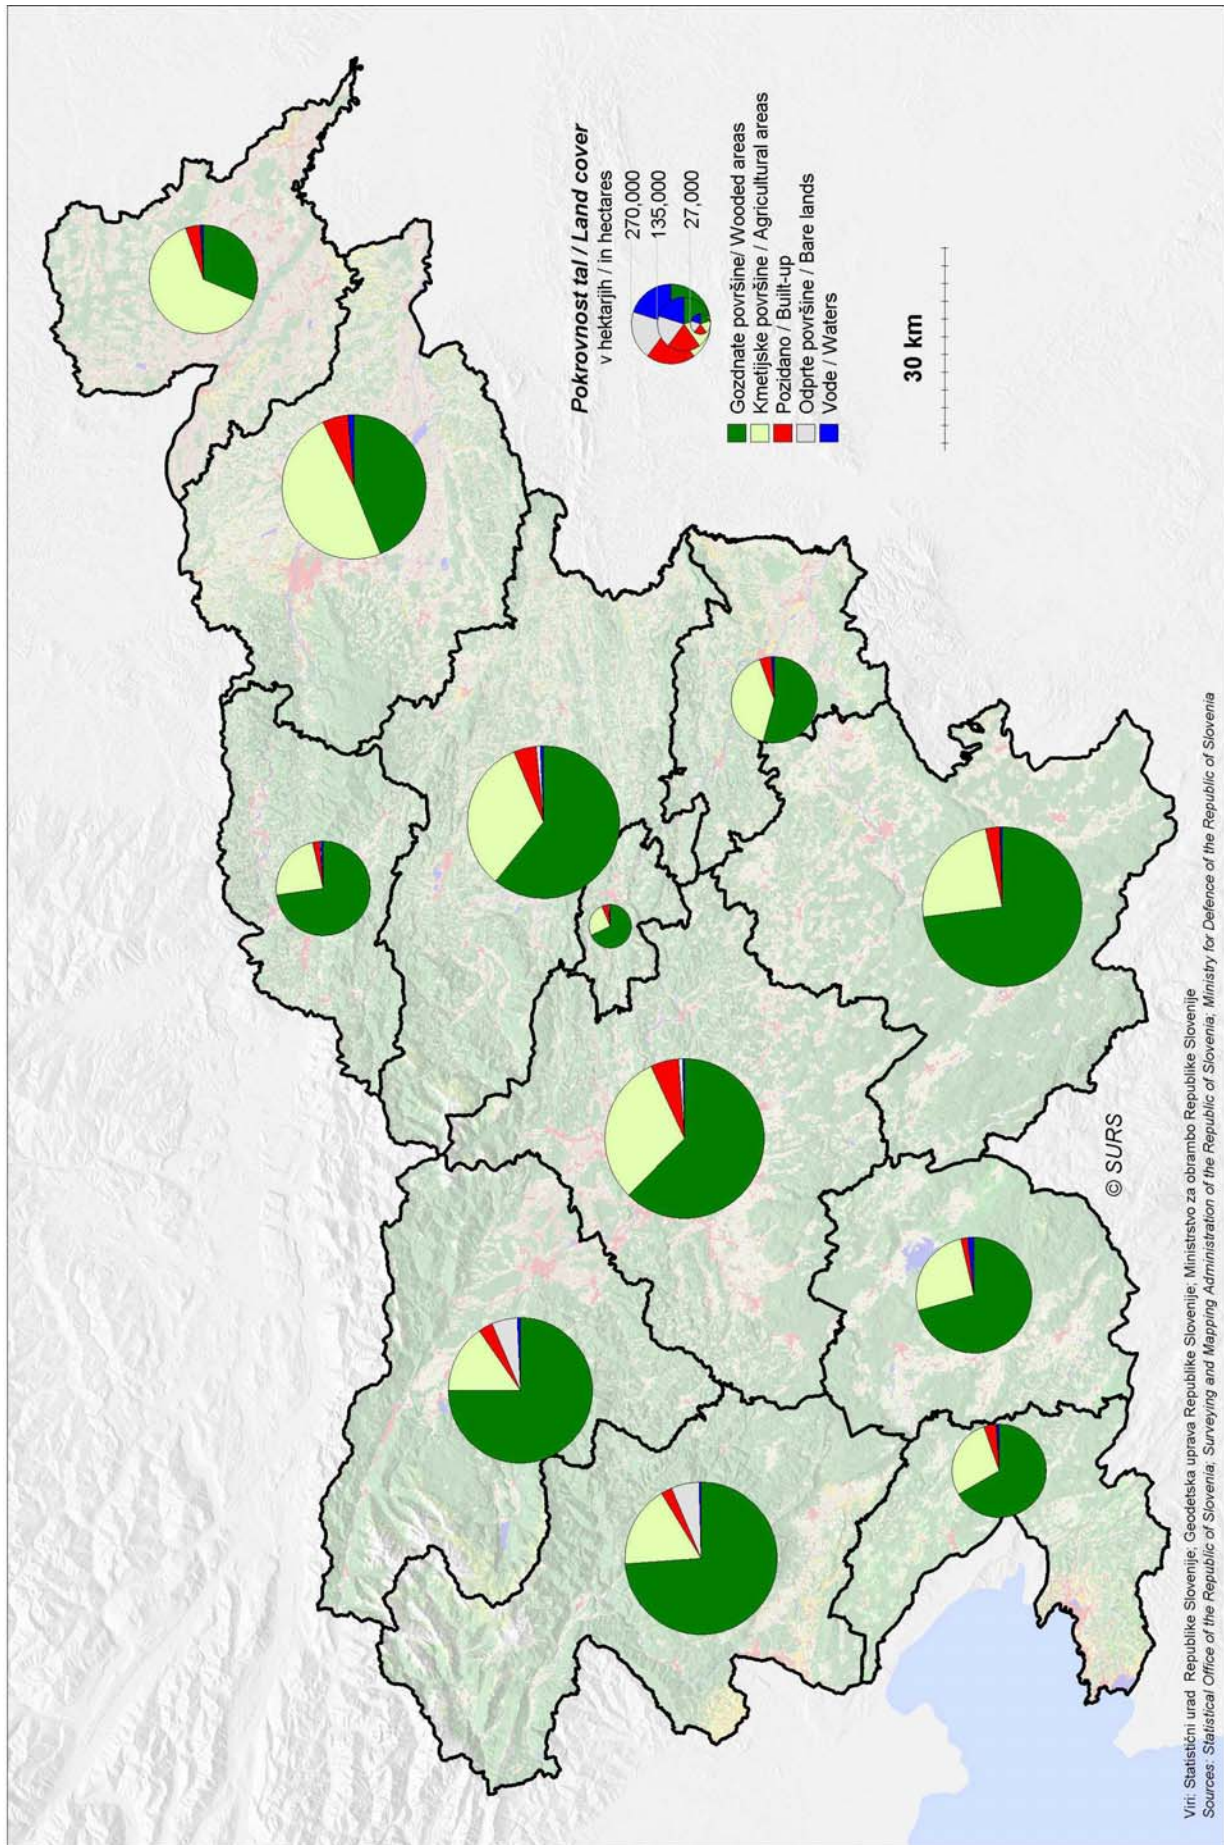 Pokrovnost tal / Land cover
v hektarjih / in hectares
270,000
135,000
27,000
Gozdnate površine/ Wooded areas
Kmetijske površine / Agricultural areas
Pozidano / Built-up
Odprte površine / Bare lands
Vode / Waters
30 km
© SURS
Viri: Statistični urad Republike Slovenije; Geodetska uprava Republike Slovenije; Ministrstvo za obrambo Republike Slovenije
Sources: Statistical Office of the Republic of Slovenia; Surveying and Mapping Administration of the Republic of Slovenia; Ministry for Defence of the Republic of Slovenia